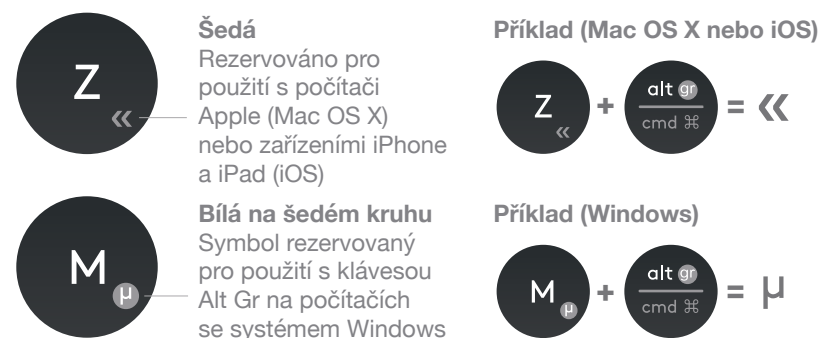 Z
«
Šedá
Rezervováno pro
použití s počítači
Apple (Mac OS X)
nebo zařízeními iPhone
a iPad (iOS)
Příklad (Mac OS X nebo iOS)
Z « + alt gr cmd ⌘ = «
M
µ
Bílá na šedém kruhu
Symbol rezervovaný
pro použití s klávesou
Alt Gr na počítačích
se systémem Windows
Příklad (Windows)
M µ + alt gr cmd ⌘ = µ